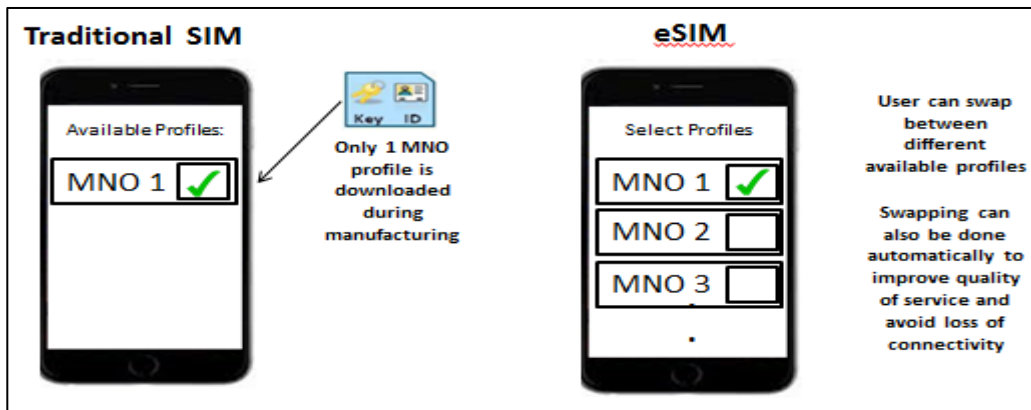 Traditional SIM
Available Profiles:
MNO 1
Key ID
Only 1 MNO
profile is
downloaded
during
manufacturing
eSIM
Select Profiles
MNO 1
MNO 2
MNO 3
.
.
User can swap
between
different
available profiles
Swapping can
also be done
automatically to
improve quality
of service and
avoid loss of
connectivity